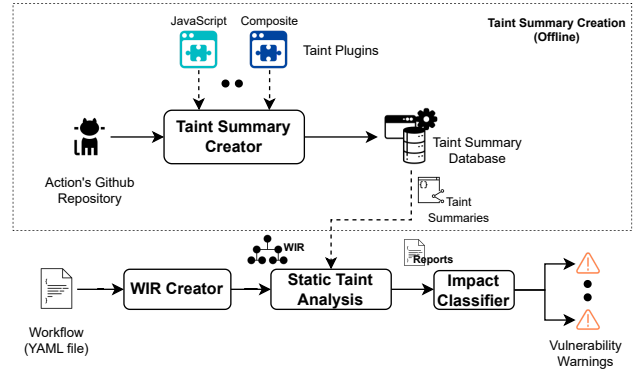 JavaScript
Composite
Taint Summary Creation
(Offline)
Taint Plugins
Taint Summary
Creator
Taint Summary
Database
Action's Github
Repository
{}
Taint
Summaries
WIR
Reports
WIR Creator
Static Taint
Analysis
Impact
Classifier
Workflow
(YAML file)
Vulnerability
Warnings